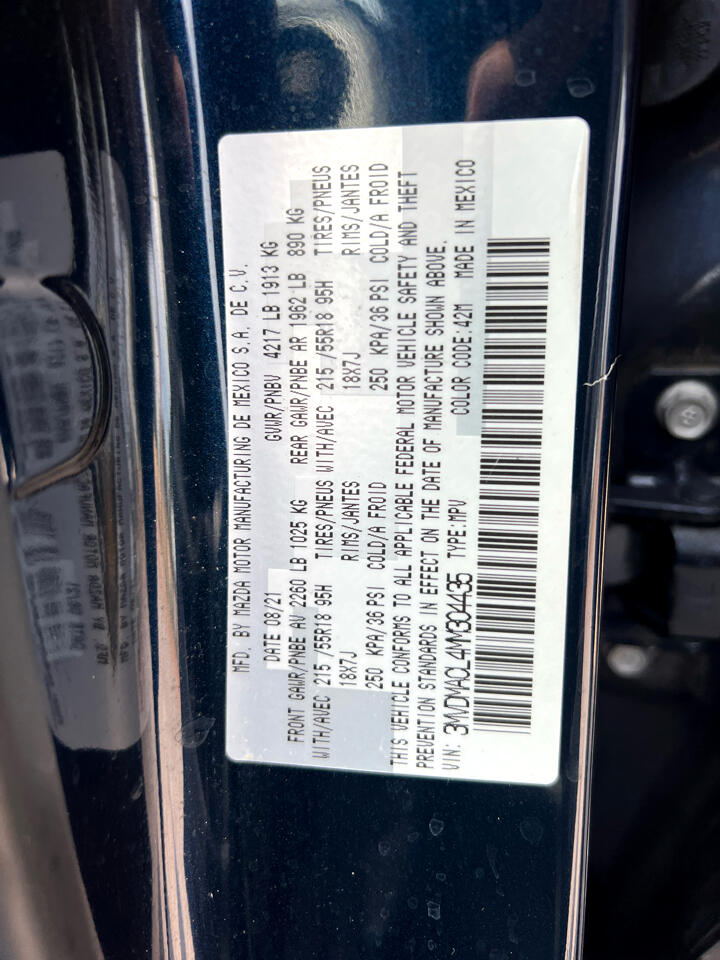 MFD. BY MAZDA MOTOR MANUFACTURING DE MEXICO S.A. DE C.V.
DATE 08/21 GVWR/PNBV 4217 LB 1913 KG
FRONT GAWR/PNBE AV 2260 LB 1025 KG REAR GAWR/PNBE AR 1962 LB 890 KG
WITH/AVEC 215 /55R18 95H TIRES/PNEUS WITH/AVEC 215 /55R18 95H TIRES/PNEUS
18X7J RIMS/JANTES 18X7J RIMS/JANTES
250 KPA/36 PSI COLD/A FROID 250 KPA/36 PSI COLD/A FROID
THIS VEHICLE CONFORMS TO ALL APPLICABLE FEDERAL MOTOR VEHICLE SAFETY AND THEFT
PREVENTION STANDARDS IN EFFECT ON THE DATE OF MANUFACTURE SHOWN ABOVE.
VIN: 3MVDMACL4MM304435 TYPE:MPV COLOR CODE:42M MADE IN MEXICO